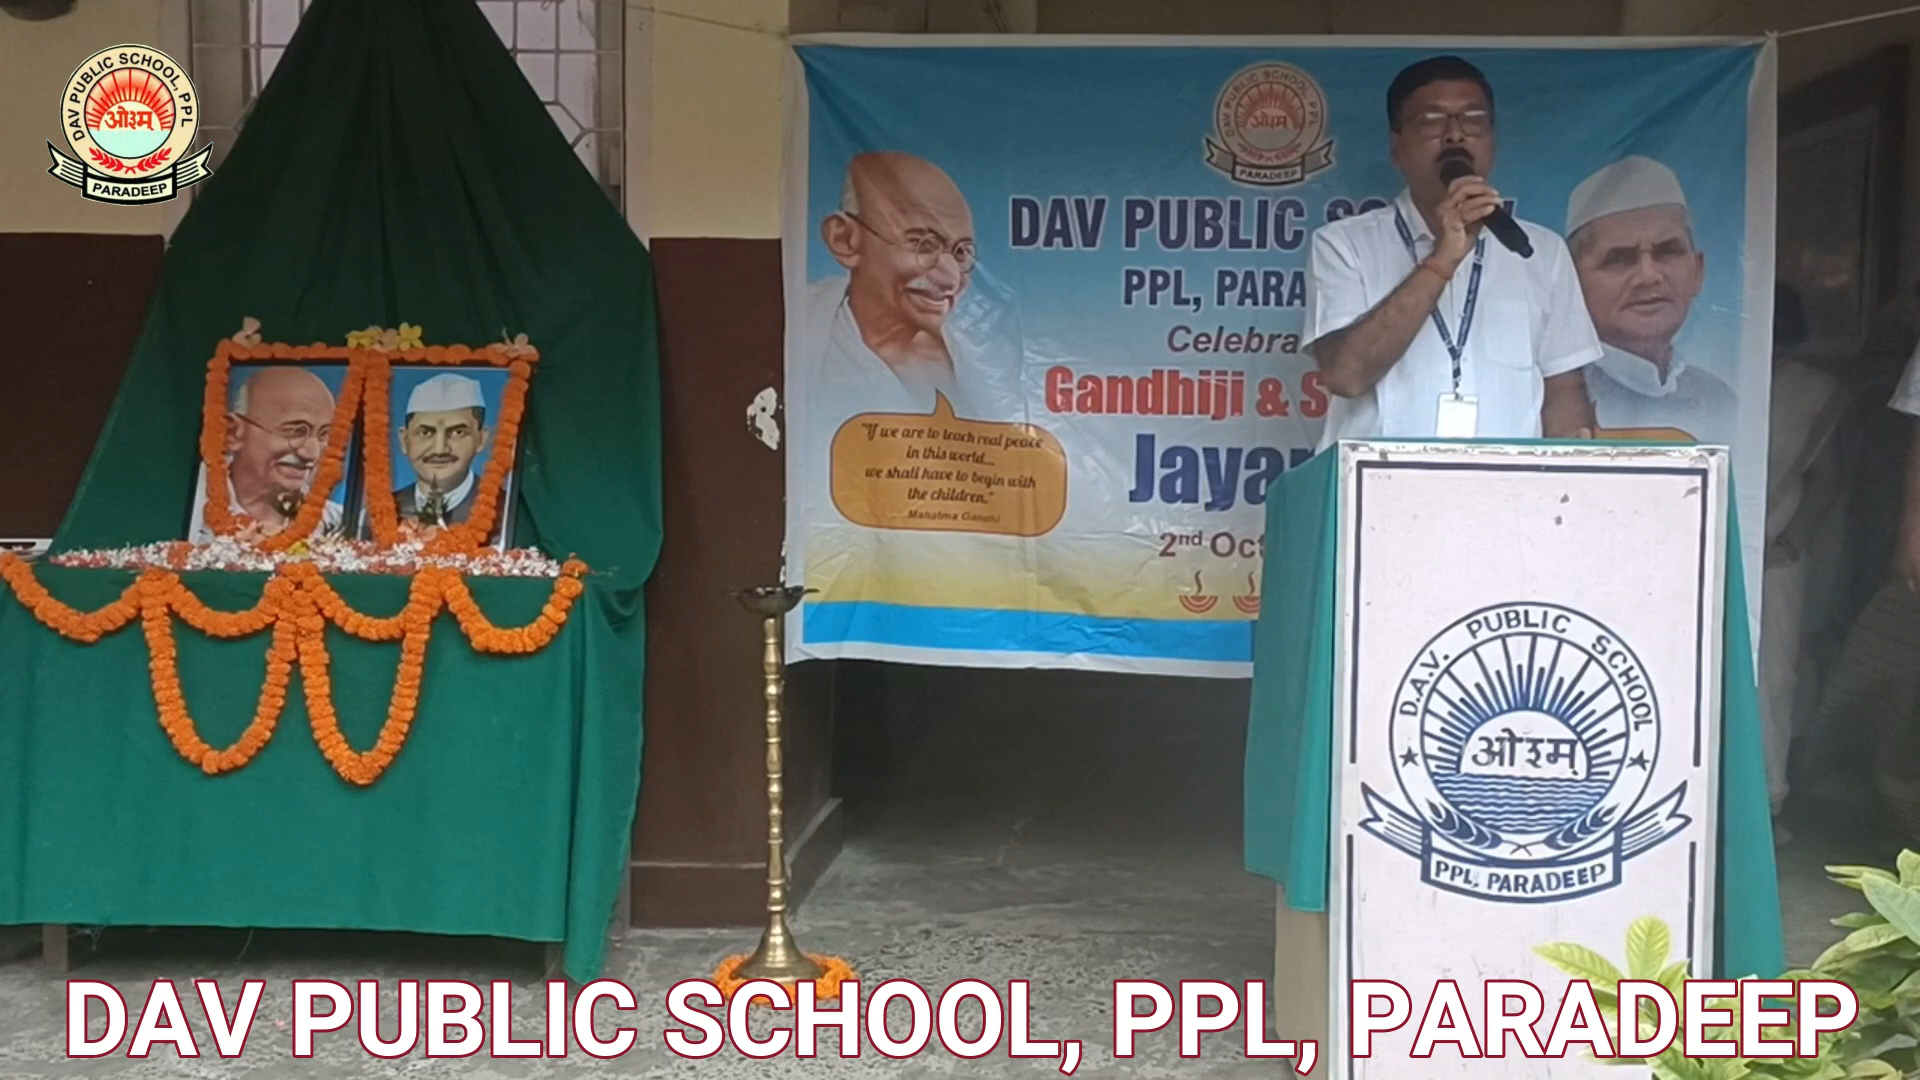 DAV PUBLIC SCHOOL, PPL
ओ३म्
PARADEEP
DAV PUBLIC SCHOOL, PPL
ओ३म्
PARADEEP
DAV PUBLIC
PPL, PARA
Celebra
Gandhiji & S
Jaya
2nd Oct
"If we are to teach real peace
in this world...
we shall have to begin with
the children."
Mahatma Gandhi
D.A.V. PUBLIC SCHOOL
ओ३म्
PPL, PARADEEP
DAV PUBLIC SCHOOL, PPL, PARADEEP